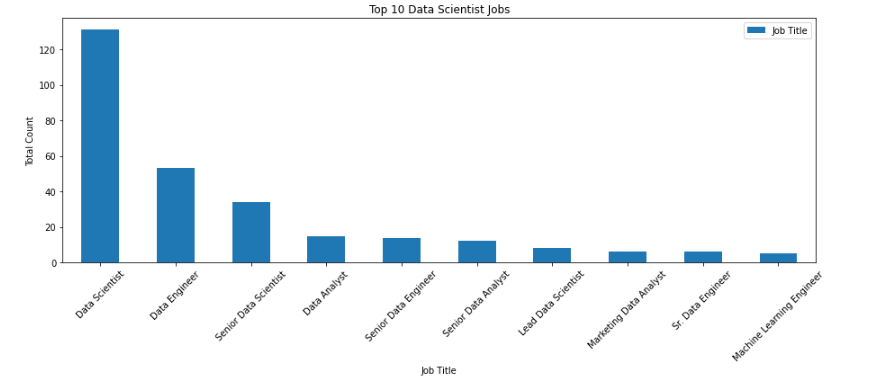 Top 10 Data Scientist Jobs
Job Title
120
100
80
60
40
20
0
Total Count
Data Scientist
Data Engineer
Senior Data Scientist
Data Analyst
Senior Data Engineer
Senior Data Analyst
Lead Data Scientist
Marketing Data Analyst
Sr. Data Engineer
Machine Learning Engineer
Job Title